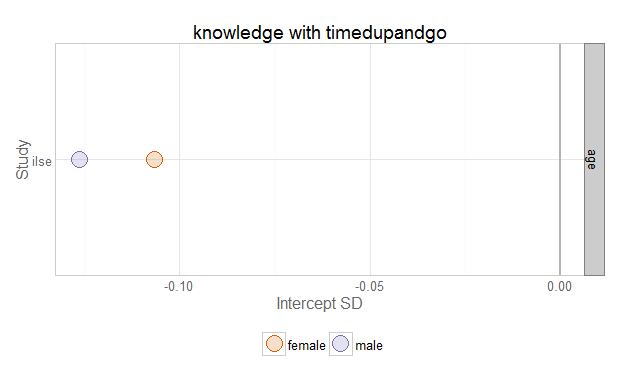 knowledge with timedupandgo
Study
ilse
age
-0.10 -0.05 0.00
Intercept SD
female male